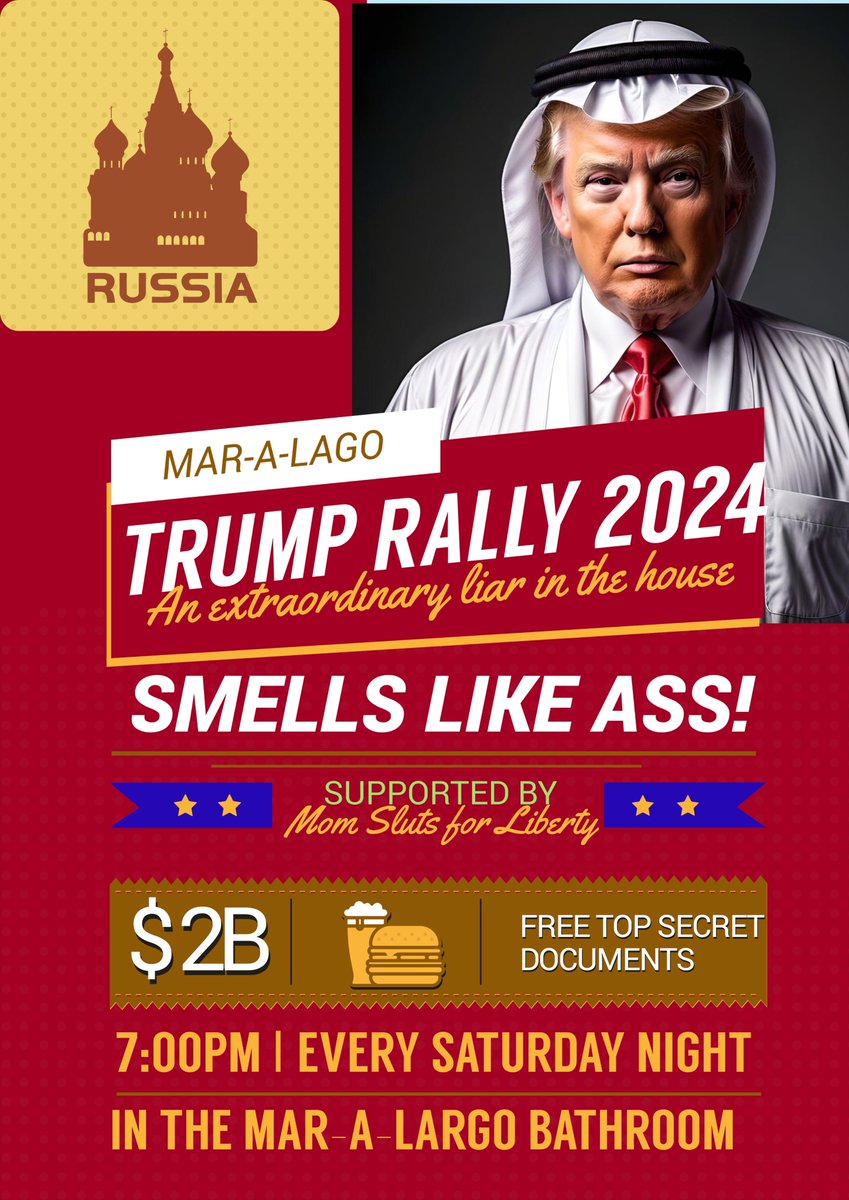 RUSSIA
MAR-A-LAGO
TRUMP RALLY 2024
An extraordinary liar in the house
SMELLS LIKE ASS!
SUPPORTED BY
Mom Sluts for Liberty
$2B
FREE TOP SECRET
DOCUMENTS
7:00PM | EVERY SATURDAY NIGHT
IN THE MAR-A-LARGO BATHROOM